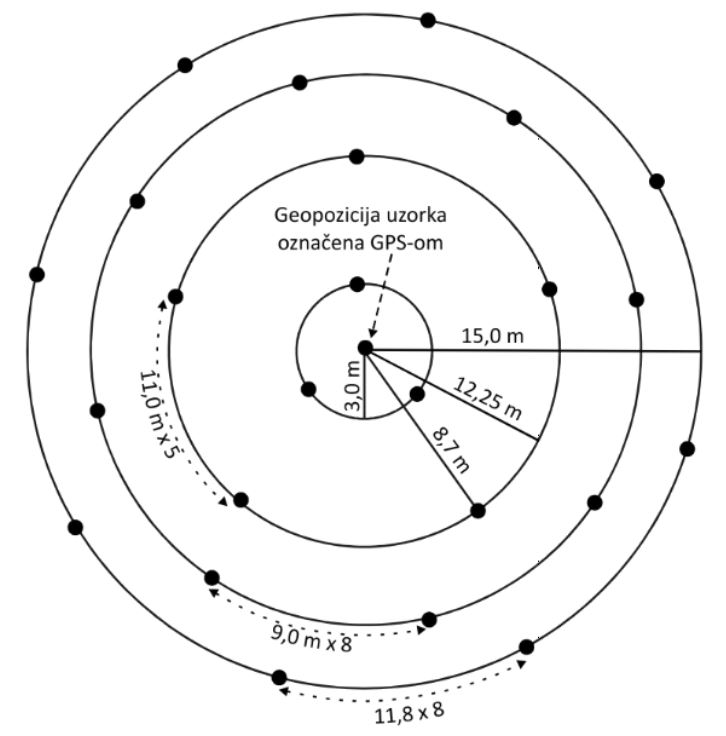 Geopozicija uzorka
označena GPS-om
15,0 m
12,25 m
3,0 m
8,7 m
11,0 m x 5
9,0 m x 8
11,8 x 8